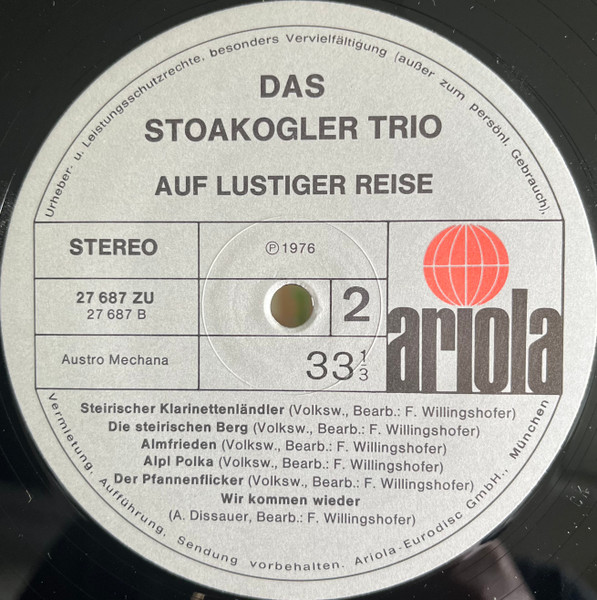 Urheber- u. Leistungsschutzrechte, besonders Vervielfältigung (außer zum persönl. Gebrauch),
DAS
STOAKOGLER TRIO
AUF LUSTIGER REISE
STEREO
Ⓟ 1976
27 687 ZU
27 687 B
2
ariola
Austro Mechana
33 1/3
Steirischer Klarinettenländler (Volksw., Bearb.: F. Willingshofer)
Die steirischen Berg (Volksw., Bearb.: F. Willingshofer)
Almfrieden (Volksw., Bearb.: F. Willingshofer)
Alpl Polka (Volksw., Bearb.: F. Willingshofer)
Der Pfannenflicker (Volksw., Bearb.: F. Willingshofer)
Wir kommen wieder
(A. Dissauer, Bearb.: F. Willingshofer)
Vermietung, Aufführung, Sendung vorbehalten. Ariola-Eurodisc GmbH., München